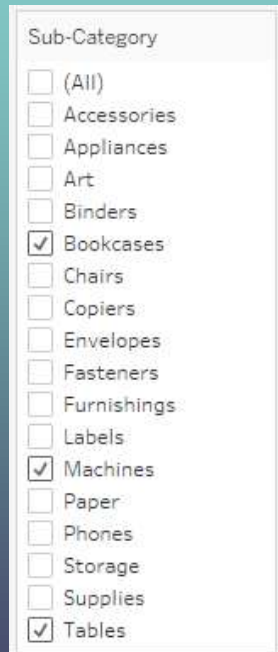 Sub-Category
(All)
Accessories
Appliances
Art
Binders
Bookcases
Chairs
Copiers
Envelopes
Fasteners
Furnishings
Labels
Machines
Paper
Phones
Storage
Supplies
Tables